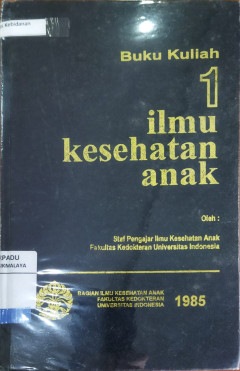 Kebidanan
Buku Kuliah
1
ilmu
kesehatan
anak
Oleh :
Staf Pengajar Ilmu Kesehatan Anak
Fakultas Kedokteran Universitas Indonesia
BAGIAN ILMU KESEHATAN ANAK
FAKULTAS KEDOKTERAN
UNIVERSITAS INDONESIA
1985